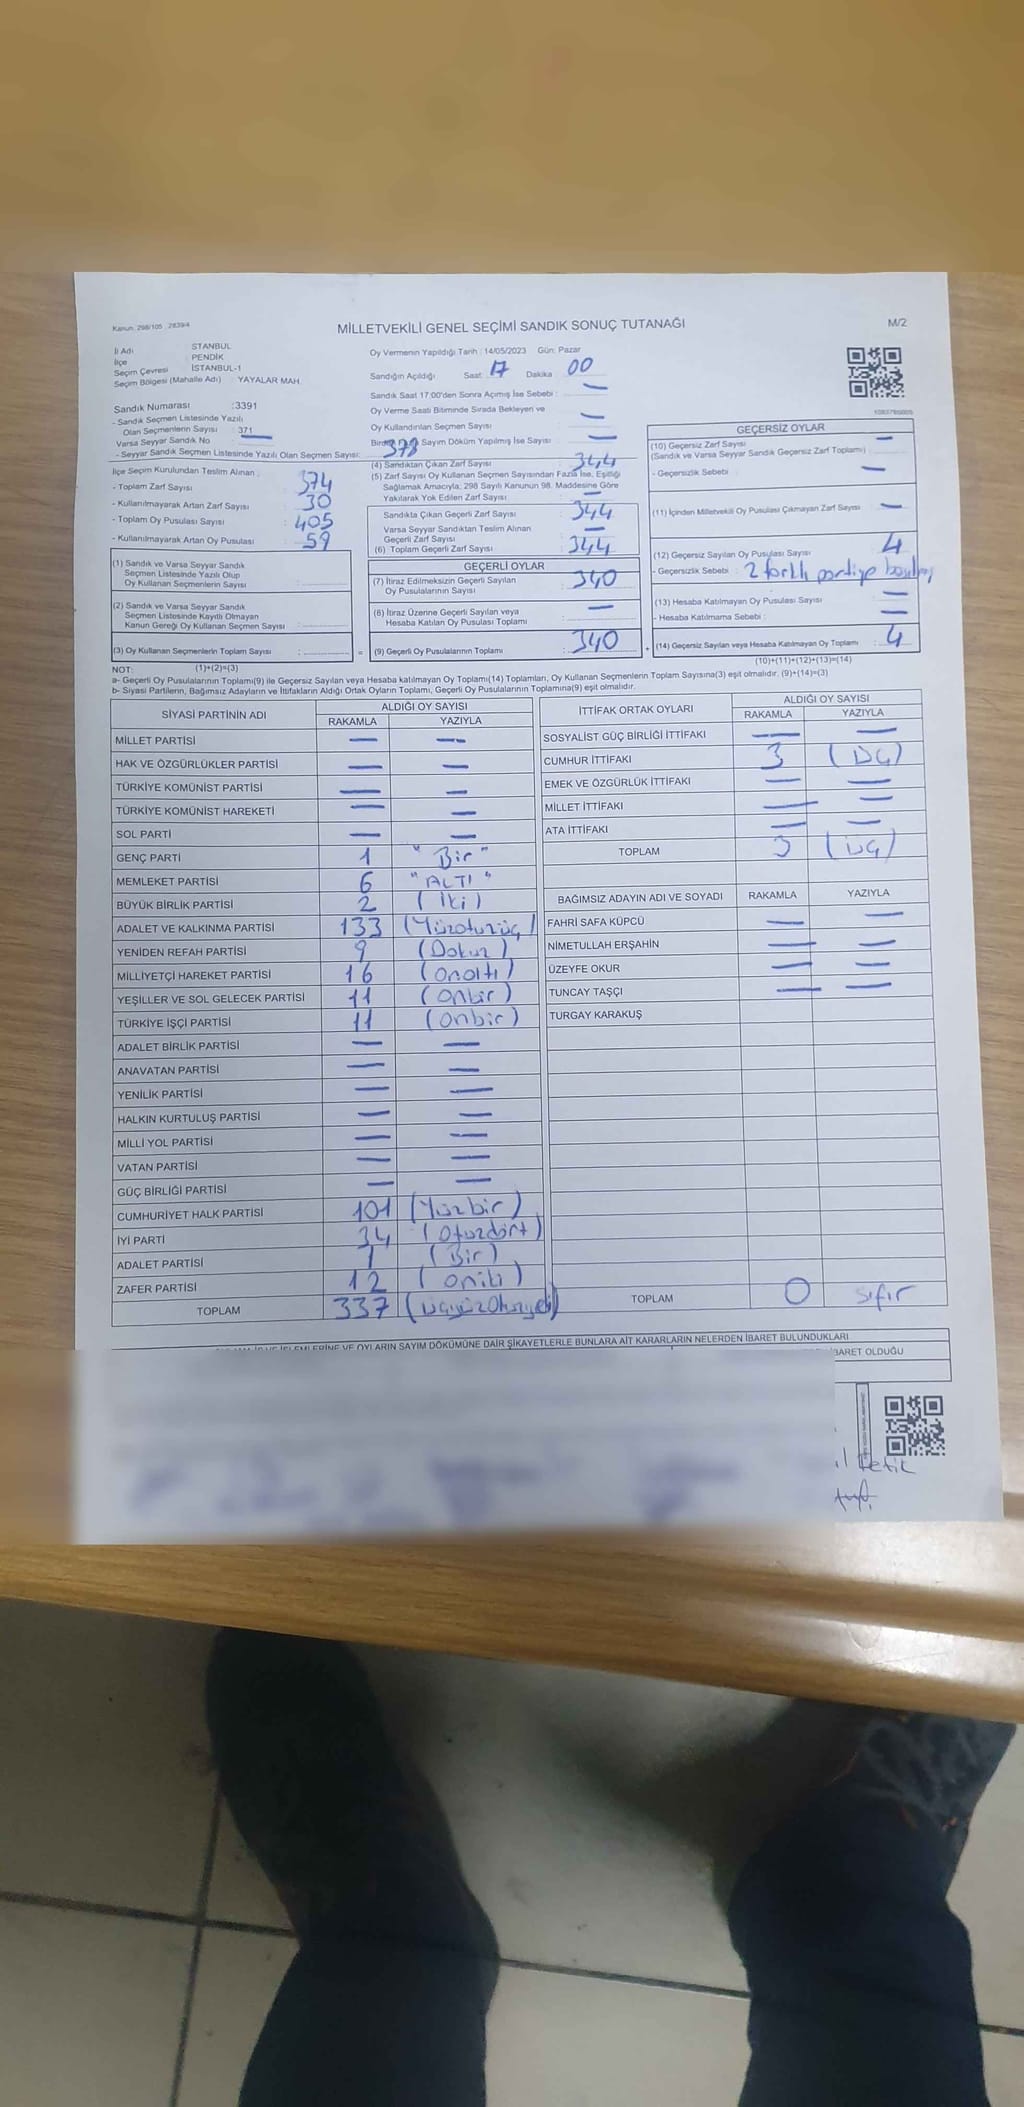 Kanun: 298/105 , 2839/4
MİLLETVEKİLİ GENEL SEÇİMİ SANDIK SONUÇ TUTANAĞI
M/2
İl Adı STANBUL
İlçe PENDİK
Seçim Çevresi İSTANBUL-1
Seçim Bölgesi (Mahalle Adı) : YAYALAR MAH.
Oy Vermenin Yapıldığı Tarih : 14/05/2023 Gün: Pazar
Sandığın Açıldığı Saat: 17 Dakika: 00
Sandık Saat 17:00'den Sonra Açımış İse Sebebi : —
Oy Verme Saati Bitiminde Sırada Bekleyen ve
Oy Kullandırılan Seçmen Sayısı : —
Sayım Döküm Yapılmış İse Sayısı : —
Sandık Numarası :3391
- Sandık Seçmen Listesinde Yazılı
Olan Seçmenlerin Sayısı : 371
Varsa Seyyar Sandık No
- Seyyar Sandık Seçmen Listesinde Yazılı Olan Seçmen Sayısı: 378
İlçe Seçim Kurulundan Teslim Alınan :
- Toplam Zarf Sayısı : 374
- Kullanılmayarak Artan Zarf Sayısı : 30
- Toplam Oy Pusulası Sayısı : 405
- Kullanılmayarak Artan Oy Pusulası : 59
(1) Sandık ve Varsa Seyyar Sandık
Seçmen Listesinde Yazılı Olup
Oy Kullanan Seçmenlerin Sayısı :
(2) Sandık ve Varsa Seyyar Sandık
Seçmen Listesinde Kayıtlı Olmayan
Kanun Gereği Oy Kullanan Seçmen Sayısı :
(3) Oy Kullanan Seçmenlerin Toplam Sayısı :
(4) Sandıktan Çıkan Zarf Sayısı : 344
(5) Zarf Sayısı Oy Kullanan Seçmen Sayısından Fazla İse, Eşitliği
Sağlamak Amacıyla; 298 Sayılı Kanunun 98. Maddesine Göre
Yakılarak Yok Edilen Zarf Sayısı : —
Sandıkta Çıkan Geçerli Zarf Sayısı : 344
Varsa Seyyar Sandıktan Teslim Alınan
Geçerli Zarf Sayısı : —
(6) Toplam Geçerli Zarf Sayısı : 344
GEÇERLİ OYLAR
(7) İtiraz Edilmeksizin Geçerli Sayılan
Oy Pusulalarının Sayısı : 340
(8) İtiraz Üzerine Geçerli Sayılan veya
Hesaba Katılan Oy Pusulası Toplamı : —
= (9) Geçerli Oy Pusulalarının Toplamı : 340
GEÇERSİZ OYLAR
(10) Geçersiz Zarf Sayısı : —
(Sandık ve Varsa Seyyar Sandık Geçersiz Zarf Toplamı)
- Geçersizlik Sebebi : —
(11) İçinden Milletvekili Oy Pusulası Çıkmayan Zarf Sayısı : —
(12) Geçersiz Sayılan Oy Pusulası Sayısı : 4
- Geçersizlik Sebebi : 2 farklı partiye
(13) Hesaba Katılmayan Oy Pusulası Sayısı : —
- Hesaba Katılmama Sebebi : —
+ (14) Geçersiz Sayılan veya Hesaba Katılmayan Oy Toplamı : 4
NOT: (1)+(2)=(3) (10)+(11)+(12)+(13)=(14)
a- Geçerli Oy Pusulalarının Toplamı(9) ile Geçersiz Sayılan veya Hesaba katılmayan Oy Toplamı(14) Toplamları, Oy Kullanan Seçmenlerin Toplam Sayısına(3) eşit olmalıdır. (9)+(14)=(3)
b- Siyasi Partilerin, Bağımsız Adayların ve İttifakların Aldığı Ortak Oyların Toplamı, Geçerli Oy Pusulalarının Toplamına(9) eşit olmalıdır.
SİYASİ PARTİNİN ADI ALDIĞI OY SAYISI
RAKAMLA YAZIYLA
MİLLET PARTİSİ — —
HAK VE ÖZGÜRLÜKLER PARTİSİ — —
TÜRKİYE KOMÜNİST PARTİSİ — —
TÜRKİYE KOMÜNİST HAREKETİ — —
SOL PARTİ — —
GENÇ PARTİ 1 "Bir"
MEMLEKET PARTİSİ 6 "ALTI"
BÜYÜK BİRLİK PARTİSİ 2 (İki)
ADALET VE KALKINMA PARTİSİ 133 (Yüzotuzüç)
YENİDEN REFAH PARTİSİ 9 (Dokuz)
MİLLİYETÇİ HAREKET PARTİSİ 16 (onaltı)
YEŞİLLER VE SOL GELECEK PARTİSİ 11 (onbir)
TÜRKİYE İŞÇİ PARTİSİ 11 (onbir)
ADALET BİRLİK PARTİSİ — —
ANAVATAN PARTİSİ — —
YENİLİK PARTİSİ — —
HALKIN KURTULUŞ PARTİSİ — —
MİLLİ YOL PARTİSİ — —
VATAN PARTİSİ — —
GÜÇ BİRLİĞİ PARTİSİ — —
CUMHURİYET HALK PARTİSİ 101 (Yüzbir)
İYİ PARTİ 34 (Otuzdört)
ADALET PARTİSİ 1 (Bir)
ZAFER PARTİSİ 12 (oniki)
TOPLAM 337 (üçyüzOtuzyedi)
İTTİFAK ORTAK OYLARI ALDIĞI OY SAYISI
RAKAMLA YAZIYLA
SOSYALİST GÜÇ BİRLİĞİ İTTİFAKI — —
CUMHUR İTTİFAKI 3 (üç)
EMEK VE ÖZGÜRLÜK İTTİFAKI — —
MİLLET İTTİFAKI — —
ATA İTTİFAKI — —
TOPLAM 3 (üç)
BAĞIMSIZ ADAYIN ADI VE SOYADI RAKAMLA YAZIYLA
FAHRİ SAFA KÜPCÜ — —
NİMETULLAH ERŞAHİN — —
ÜZEYFE OKUR — —
TUNCAY TAŞÇI — —
TURGAY KARAKUŞ
TOPLAM 0 sıfır
VE OYLARIN SAYIM DÖKÜMÜNE DAİR ŞİKAYETLERLE BUNLARA AİT KARARLARIN NELERDEN İBARET BULUNDUKLARI
İBARET OLDUĞU